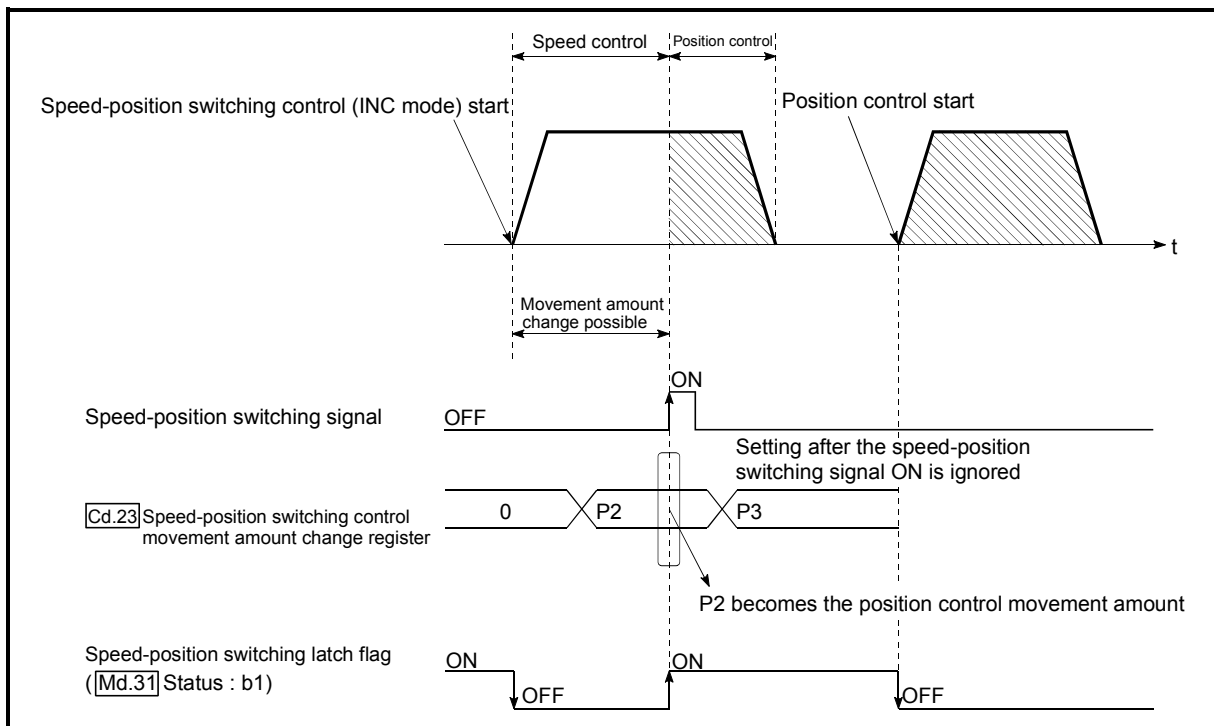 Speed control
Position control
Speed-position switching control (INC mode) start
Position control start
t
Movement amount
change possible
ON
Speed-position switching signal
OFF
Setting after the speed-position
switching signal ON is ignored
Cd.23 Speed-position switching control
movement amount change register
0
P2
P3
P2 becomes the position control movement amount
Speed-position switching latch flag
(Md.31 Status : b1)
ON
OFF
ON
OFF